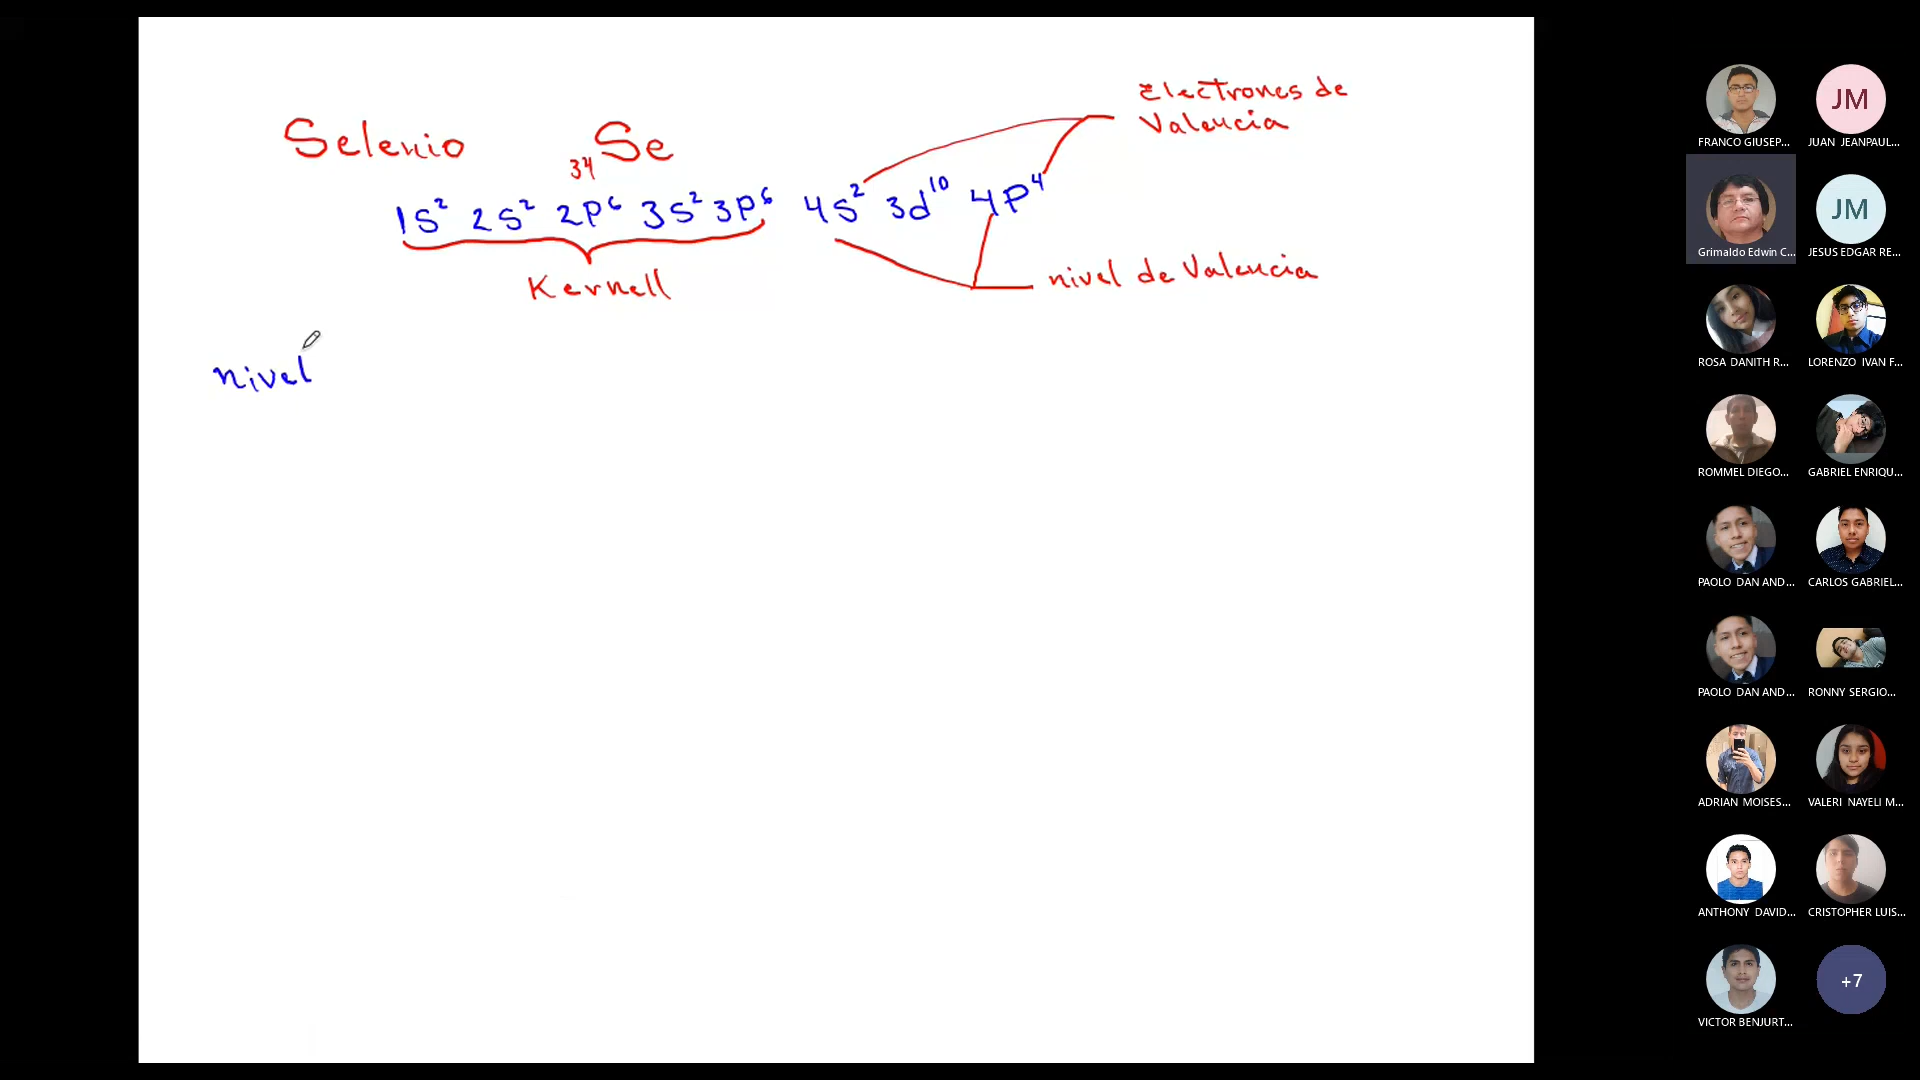 Electrones de
Valencia
Selenio 34Se
1s² 2s² 2p⁶ 3s² 3p⁶ 4s² 3d¹⁰ 4p⁴
Kernell
nivel de Valencia
nivel
FRANCO GIUSEP...
JM
JUAN JEANPAUL...
Grimaldo Edwin C...
JM
JESUS EDGAR RE...
ROSA DANITH R...
LORENZO IVAN F...
ROMMEL DIEGO...
GABRIEL ENRIQU...
PAOLO DAN AND...
CARLOS GABRIEL...
PAOLO DAN AND...
RONNY SERGIO...
ADRIAN MOISES...
VALERI NAYELI M...
ANTHONY DAVID...
CRISTOPHER LUIS...
VICTOR BENJURT...
+7